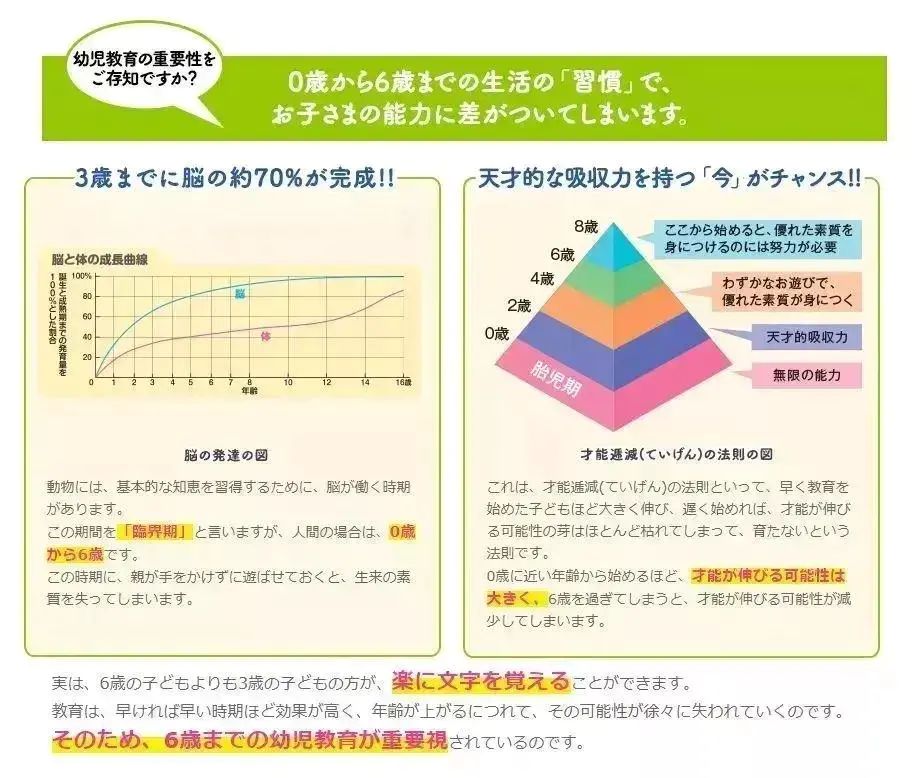 幼児教育の重要性を
ご存知ですか?
0歳から6歳までの生活の「習慣」で、
お子さまの能力に差がついてしまいます。
3歳までに脳の約70%が完成!!
脳と体の成長曲線
誕生と成熟期までの発育量を
100%とした割合
100%
80
60
40
20
0 1 2 3 4 5 6 7 8 10 12 14 16歳
年齢
脳
体
脳の発達の図
動物には、基本的な知恵を習得するために、脳が働く時期
があります。
この期間を「臨界期」と言いますが、人間の場合は、0歳
から6歳です。
この時期に、親が手をかけずに遊ばせておくと、生来の素
質を失ってしまいます。
天才的な吸収力を持つ「今」がチャンス!!
8歳
6歳
4歳
2歳
0歳
胎児期
ここから始めると、優れた素質を
身につけるのには努力が必要
わずかなお遊びで、
優れた素質が身につく
天才的吸収力
無限の能力
才能逓減(ていげん)の法則の図
これは、才能逓減(ていげん)の法則といって、早く教育を
始めた子どもほど大きく伸び、遅く始めれば、才能が伸び
る可能性の芽はほとんど枯れてしまって、育たないという
法則です。
0歳に近い年齢から始めるほど、才能が伸びる可能性は
大きく、6歳を過ぎてしまうと、才能が伸びる可能性が減
少してしまいます。
実は、6歳の子どもよりも3歳の子どもの方が、楽に文字を覚えることができます。
教育は、早ければ早い時期ほど効果が高く、年齢が上がるにつれて、その可能性が徐々に失われていくのです。
そのため、6歳までの幼児教育が重要視されているのです。